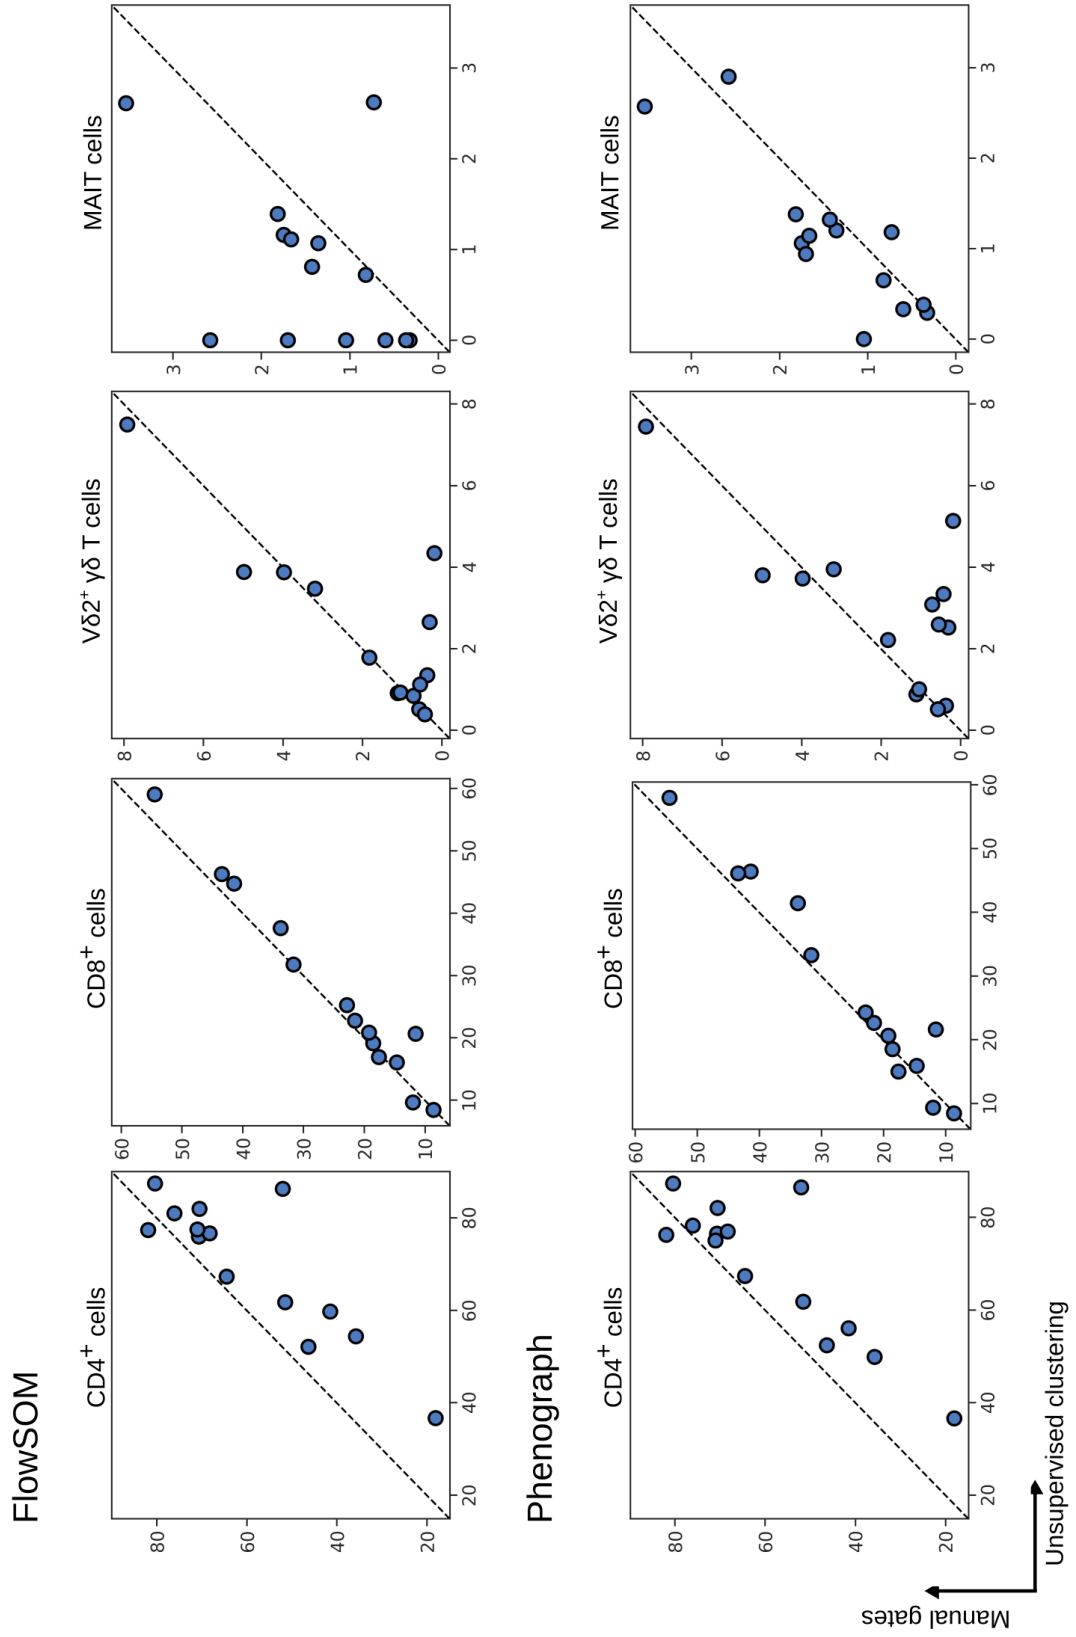 FlowSOM
CD4⁺ cells
80
60
40
20
20 40 60 80
CD8⁺ cells
60
50
40
30
20
10
10 20 30 40 50 60
Vδ2⁺ γδ T cells
8
6
4
2
0
0 2 4 6 8
MAIT cells
3
2
1
0
0 1 2 3
Phenograph
CD4⁺ cells
80
60
40
20
20 40 60 80
CD8⁺ cells
60
50
40
30
20
10
10 20 30 40 50 60
Vδ2⁺ γδ T cells
8
6
4
2
0
0 2 4 6 8
MAIT cells
3
2
1
0
0 1 2 3
Manual gates
Unsupervised clustering